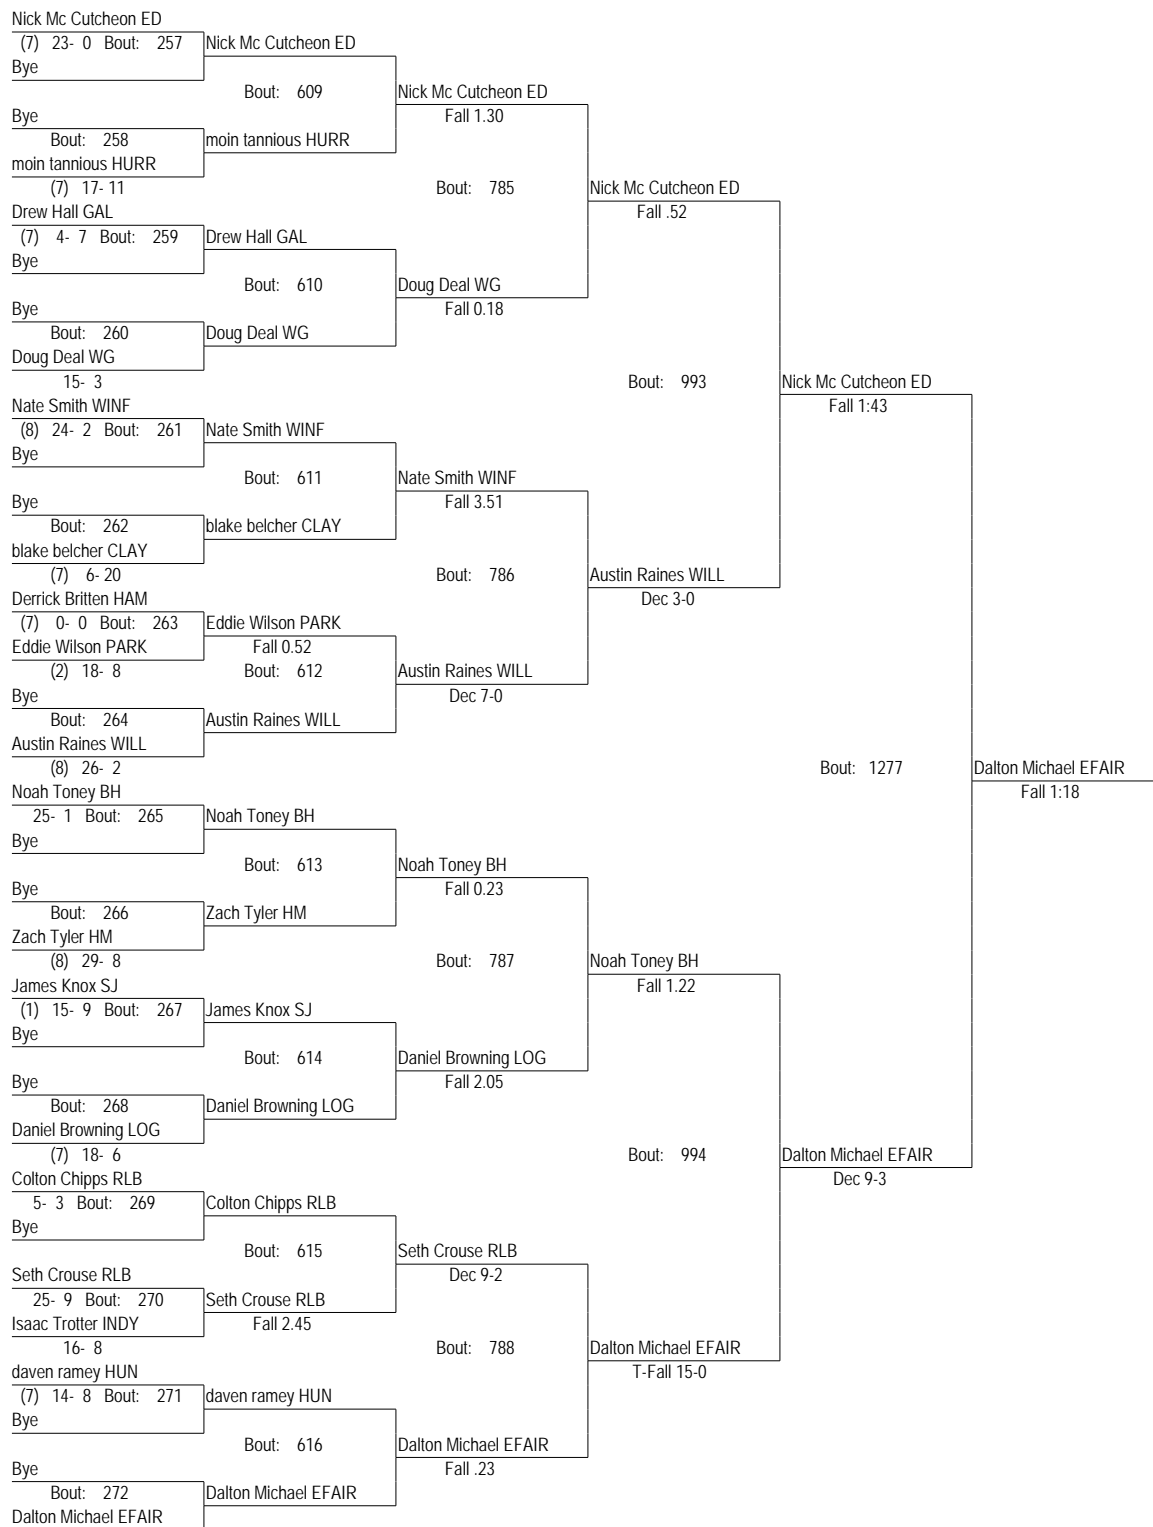 Nick Mc Cutcheon ED
(7) 23- 0 Bout: 257 Nick Mc Cutcheon ED
Bye
Bout: 609 Nick Mc Cutcheon ED
Bye Fall 1.30
Bout: 258 moin tannious HURR
moin tannious HURR
(7) 17- 11 Bout: 785 Nick Mc Cutcheon ED
Drew Hall GAL Fall .52
(7) 4- 7 Bout: 259 Drew Hall GAL
Bye
Bout: 610 Doug Deal WG
Bye Fall 0.18
Bout: 260 Doug Deal WG
Doug Deal WG
15- 3 Bout: 993 Nick Mc Cutcheon ED
Nate Smith WINF Fall 1:43
(8) 24- 2 Bout: 261 Nate Smith WINF
Bye
Bout: 611 Nate Smith WINF
Bye Fall 3.51
Bout: 262 blake belcher CLAY
blake belcher CLAY
(7) 6- 20 Bout: 786 Austin Raines WILL
Derrick Britten HAM Dec 3-0
(7) 0- 0 Bout: 263 Eddie Wilson PARK
Eddie Wilson PARK Fall 0.52
(2) 18- 8 Bout: 612 Austin Raines WILL
Bye Dec 7-0
Bout: 264 Austin Raines WILL
Austin Raines WILL
(8) 26- 2 Bout: 1277 Dalton Michael EFAIR
Noah Toney BH Fall 1:18
25- 1 Bout: 265 Noah Toney BH
Bye
Bout: 613 Noah Toney BH
Bye Fall 0.23
Bout: 266 Zach Tyler HM
Zach Tyler HM
(8) 29- 8 Bout: 787 Noah Toney BH
James Knox SJ Fall 1.22
(1) 15- 9 Bout: 267 James Knox SJ
Bye
Bout: 614 Daniel Browning LOG
Bye Fall 2.05
Bout: 268 Daniel Browning LOG
Daniel Browning LOG
(7) 18- 6 Bout: 994 Dalton Michael EFAIR
Colton Chipps RLB Dec 9-3
5- 3 Bout: 269 Colton Chipps RLB
Bye
Bout: 615 Seth Crouse RLB
Seth Crouse RLB Dec 9-2
25- 9 Bout: 270 Seth Crouse RLB
Isaac Trotter INDY Fall 2.45
16- 8 Bout: 788 Dalton Michael EFAIR
daven ramey HUN T-Fall 15-0
(7) 14- 8 Bout: 271 daven ramey HUN
Bye
Bout: 616 Dalton Michael EFAIR
Bye Fall .23
Bout: 272 Dalton Michael EFAIR
Dalton Michael EFAIR